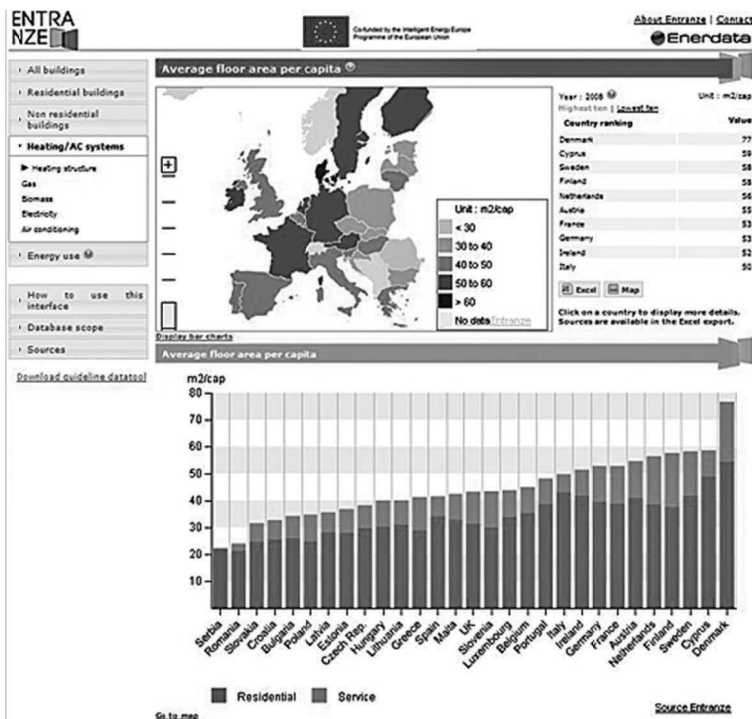 ENTRA
NZE
Co-funded by the Intelligent Energy Europe
Programme of the European Union
About Entranze | Contact
Enerdata
All buildings
Residential buildings
Non residential
buildings
Heating/AC systems
Heating structure
Gas
Biomass
Electricity
Air conditioning
Energy use
How to use this
interface
Database scope
Sources
Download guideline datatool
Average floor area per capita
Unit : m2/cap
< 30
30 to 40
40 to 50
50 to 60
> 60
No data
Entranze
Display bar charts
Year : 2008
Unit : m2/cap
Highest ten | Lowest ten
Country ranking Value
Denmark 77
Cyprus 59
Sweden 58
Finland 58
Netherlands 56
Austria 55
France 53
Germany 53
Ireland 52
Italy 50
Excel
Map
Click on a country to display more details.
Sources are available in the Excel export.
Average floor area per capita
m2/cap
80
70
60
50
40
30
20
10
Serbia
Romania
Slovakia
Croatia
Bulgaria
Poland
Latvia
Estonia
Czech Rep.
Hungary
Lithuania
Greece
Spain
Malta
UK
Slovenia
Luxembourg
Belgium
Portugal
Italy
Ireland
Germany
France
Austria
Netherlands
Finland
Sweden
Cyprus
Denmark
Residential
Service
Go to map
Source Entranze